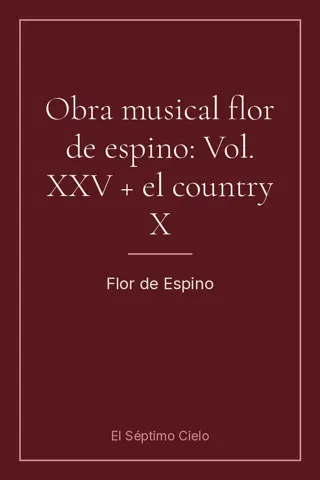 Obra musical flor
de espino: Vol.
XXV + el country
X
Flor de Espino
El Séptimo Cielo